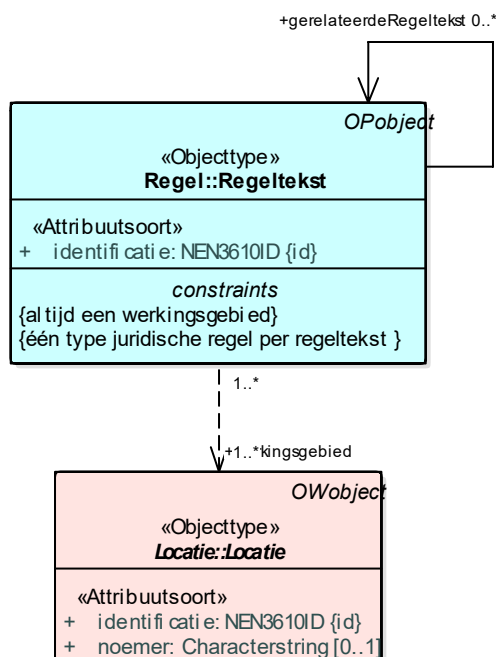 +gerelateerdeRegeltekst 0..*
OPobject
«Objecttype»
Regel::Regeltekst
«Attribuutsoort»
+ identificatie: NEN3610ID {id}
constraints
{altijd een werkingsgebied}
{één type juridische regel per regeltekst }
1..*
+1..*kingsgebied
OWobject
«Objecttype»
Locatie::Locatie
«Attribuutsoort»
+ identificatie: NEN3610ID {id}
+ noemer: Characterstring [0..1]